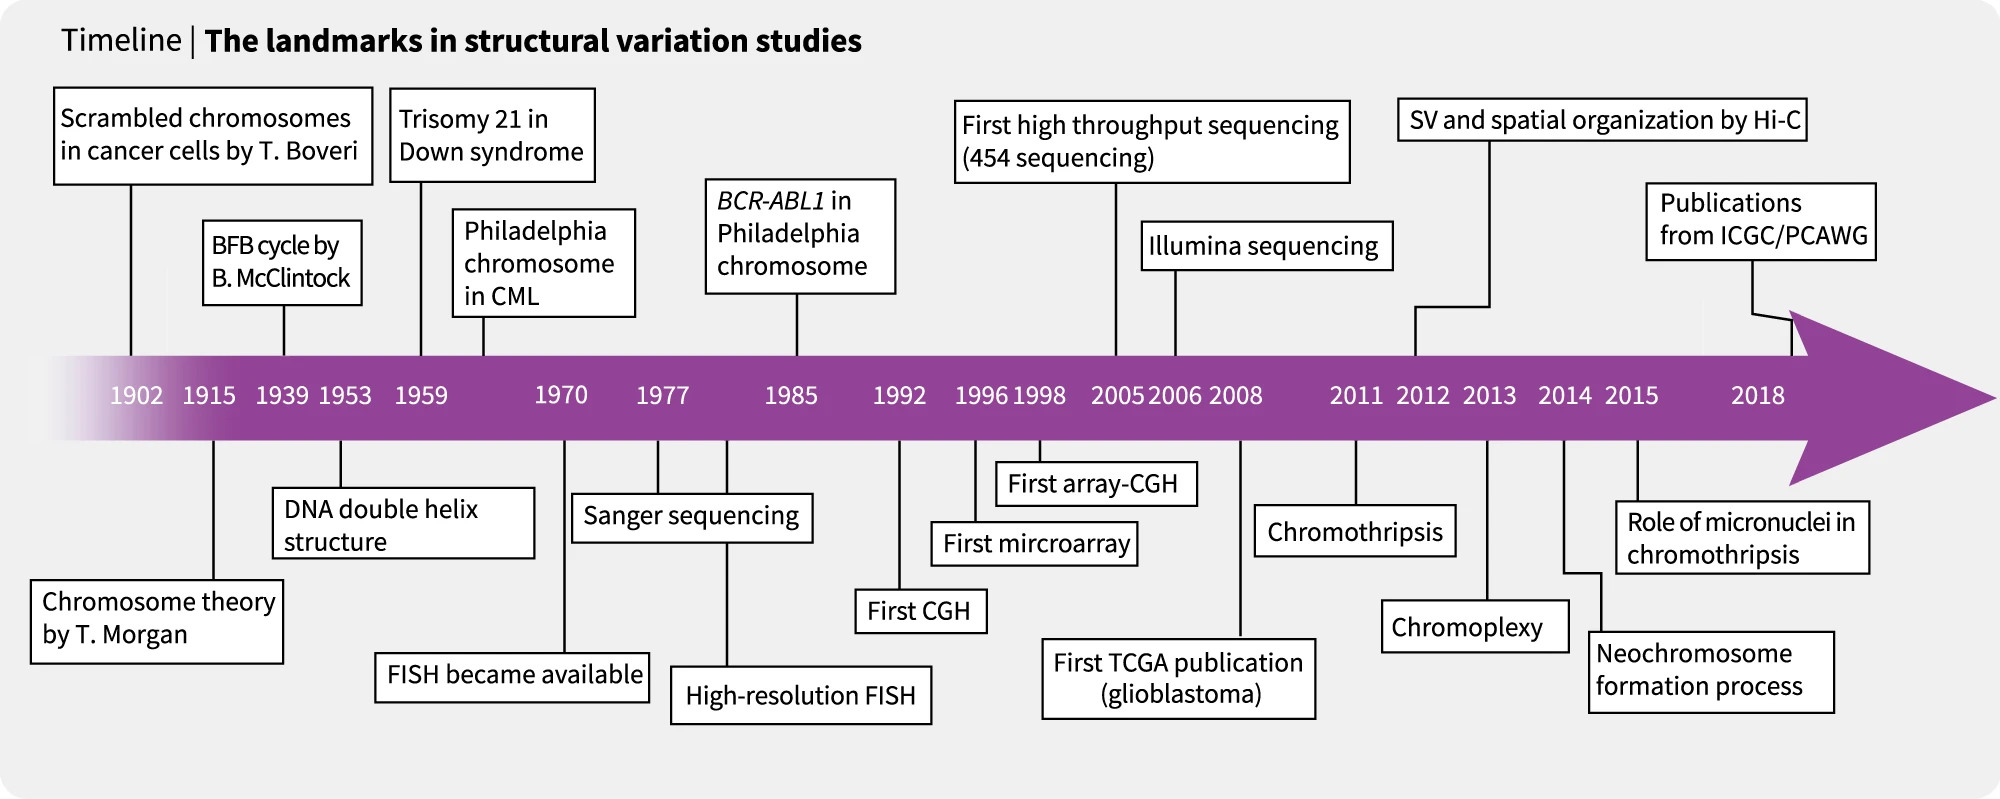 Timeline | The landmarks in structural variation studies
Scrambled chromosomes
in cancer cells by T. Boveri
Trisomy 21 in
Down syndrome
First high throughput sequencing
(454 sequencing)
SV and spatial organization by Hi-C
BFB cycle by
B. McClintock
Philadelphia
chromosome
in CML
BCR-ABL1 in
Philadelphia
chromosome
Illumina sequencing
Publications
from ICGC/PCAWG
1902 1915 1939 1953 1959 1970 1977 1985 1992 1996 1998 2005 2006 2008 2011 2012 2013 2014 2015 2018
Chromosome theory
by T. Morgan
DNA double helix
structure
FISH became available
Sanger sequencing
High-resolution FISH
First CGH
First mircroarray
First array-CGH
First TCGA publication
(glioblastoma)
Chromothripsis
Chromoplexy
Neochromosome
formation process
Role of micronuclei in
chromothripsis